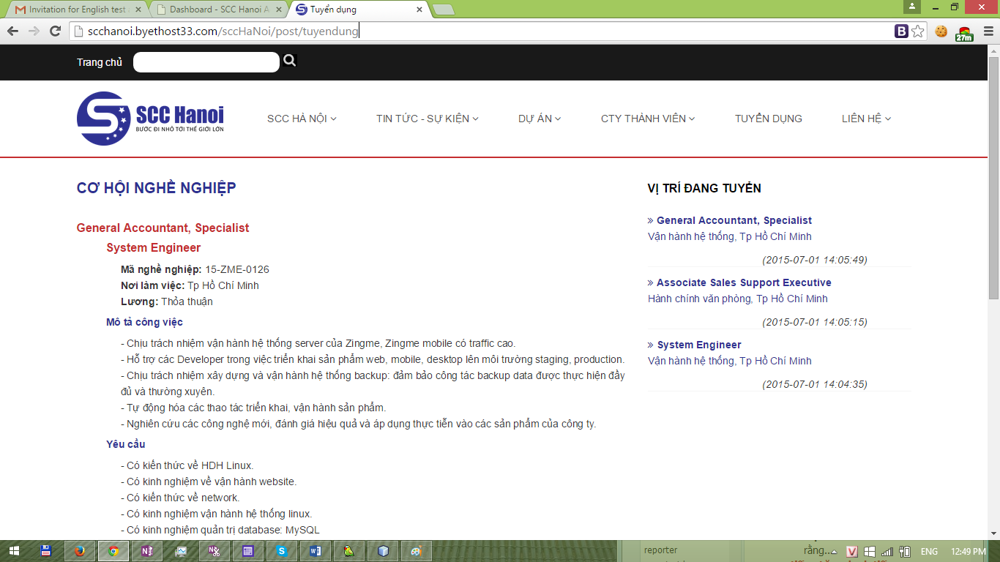 Invitation for English test
Dashboard - SCC Hanoi A
Tuyển dụng
scchanoi.byethost33.com/sccHaNoi/post/tuyendung
B
27m
Trang chủ
SCC Hanoi
BƯỚC ĐI NHỎ TỚI THẾ GIỚI LỚN
SCC HÀ NỘI
TIN TỨC - SỰ KIỆN
DỰ ÁN
CTY THÀNH VIÊN
TUYỂN DỤNG
LIÊN HỆ
CƠ HỘI NGHỀ NGHIỆP
General Accountant, Specialist
System Engineer
Mã nghề nghiệp: 15-ZME-0126
Nơi làm việc: Tp Hồ Chí Minh
Lương: Thỏa thuận
Mô tả công việc
- Chịu trách nhiệm vận hành hệ thống server của Zingme, Zingme mobile có traffic cao.
- Hỗ trợ các Developer trong việc triển khai sản phẩm web, mobile, desktop lên môi trường staging, production.
- Chịu trách nhiệm xây dựng và vận hành hệ thống backup: đảm bảo công tác backup data được thực hiện đầy
đủ và thường xuyên.
- Tự động hóa các thao tác triển khai, vận hành sản phẩm.
- Nghiên cứu các công nghệ mới, đánh giá hiệu quả và áp dụng thực tiễn vào các sản phẩm của công ty.
Yêu cầu
- Có kiến thức về HDH Linux.
- Có kinh nghiệm về vận hành website.
- Có kiến thức về network.
- Có kinh nghiệm vận hành hệ thống linux.
- Có kinh nghiệm quản trị database: MySQL
VỊ TRÍ ĐANG TUYỂN
» General Accountant, Specialist
Vận hành hệ thống, Tp Hồ Chí Minh
(2015-07-01 14:05:49)
» Associate Sales Support Executive
Hành chính văn phòng, Tp Hồ Chí Minh
(2015-07-01 14:05:15)
» System Engineer
Vận hành hệ thống, Tp Hồ Chí Minh
(2015-07-01 14:04:35)
reporter
rằng...
ENG
12:49 PM